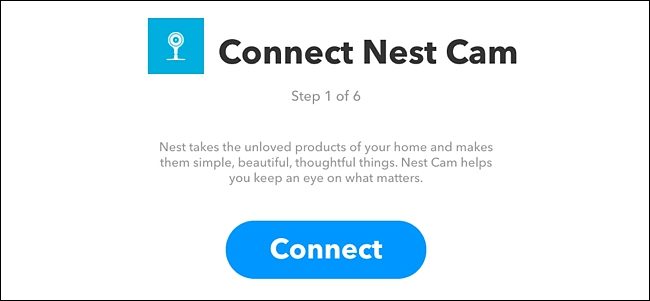 Connect Nest Cam
Step 1 of 6
Nest takes the unloved products of your home and makes
them simple, beautiful, thoughtful things. Nest Cam helps
you keep an eye on what matters.
Connect